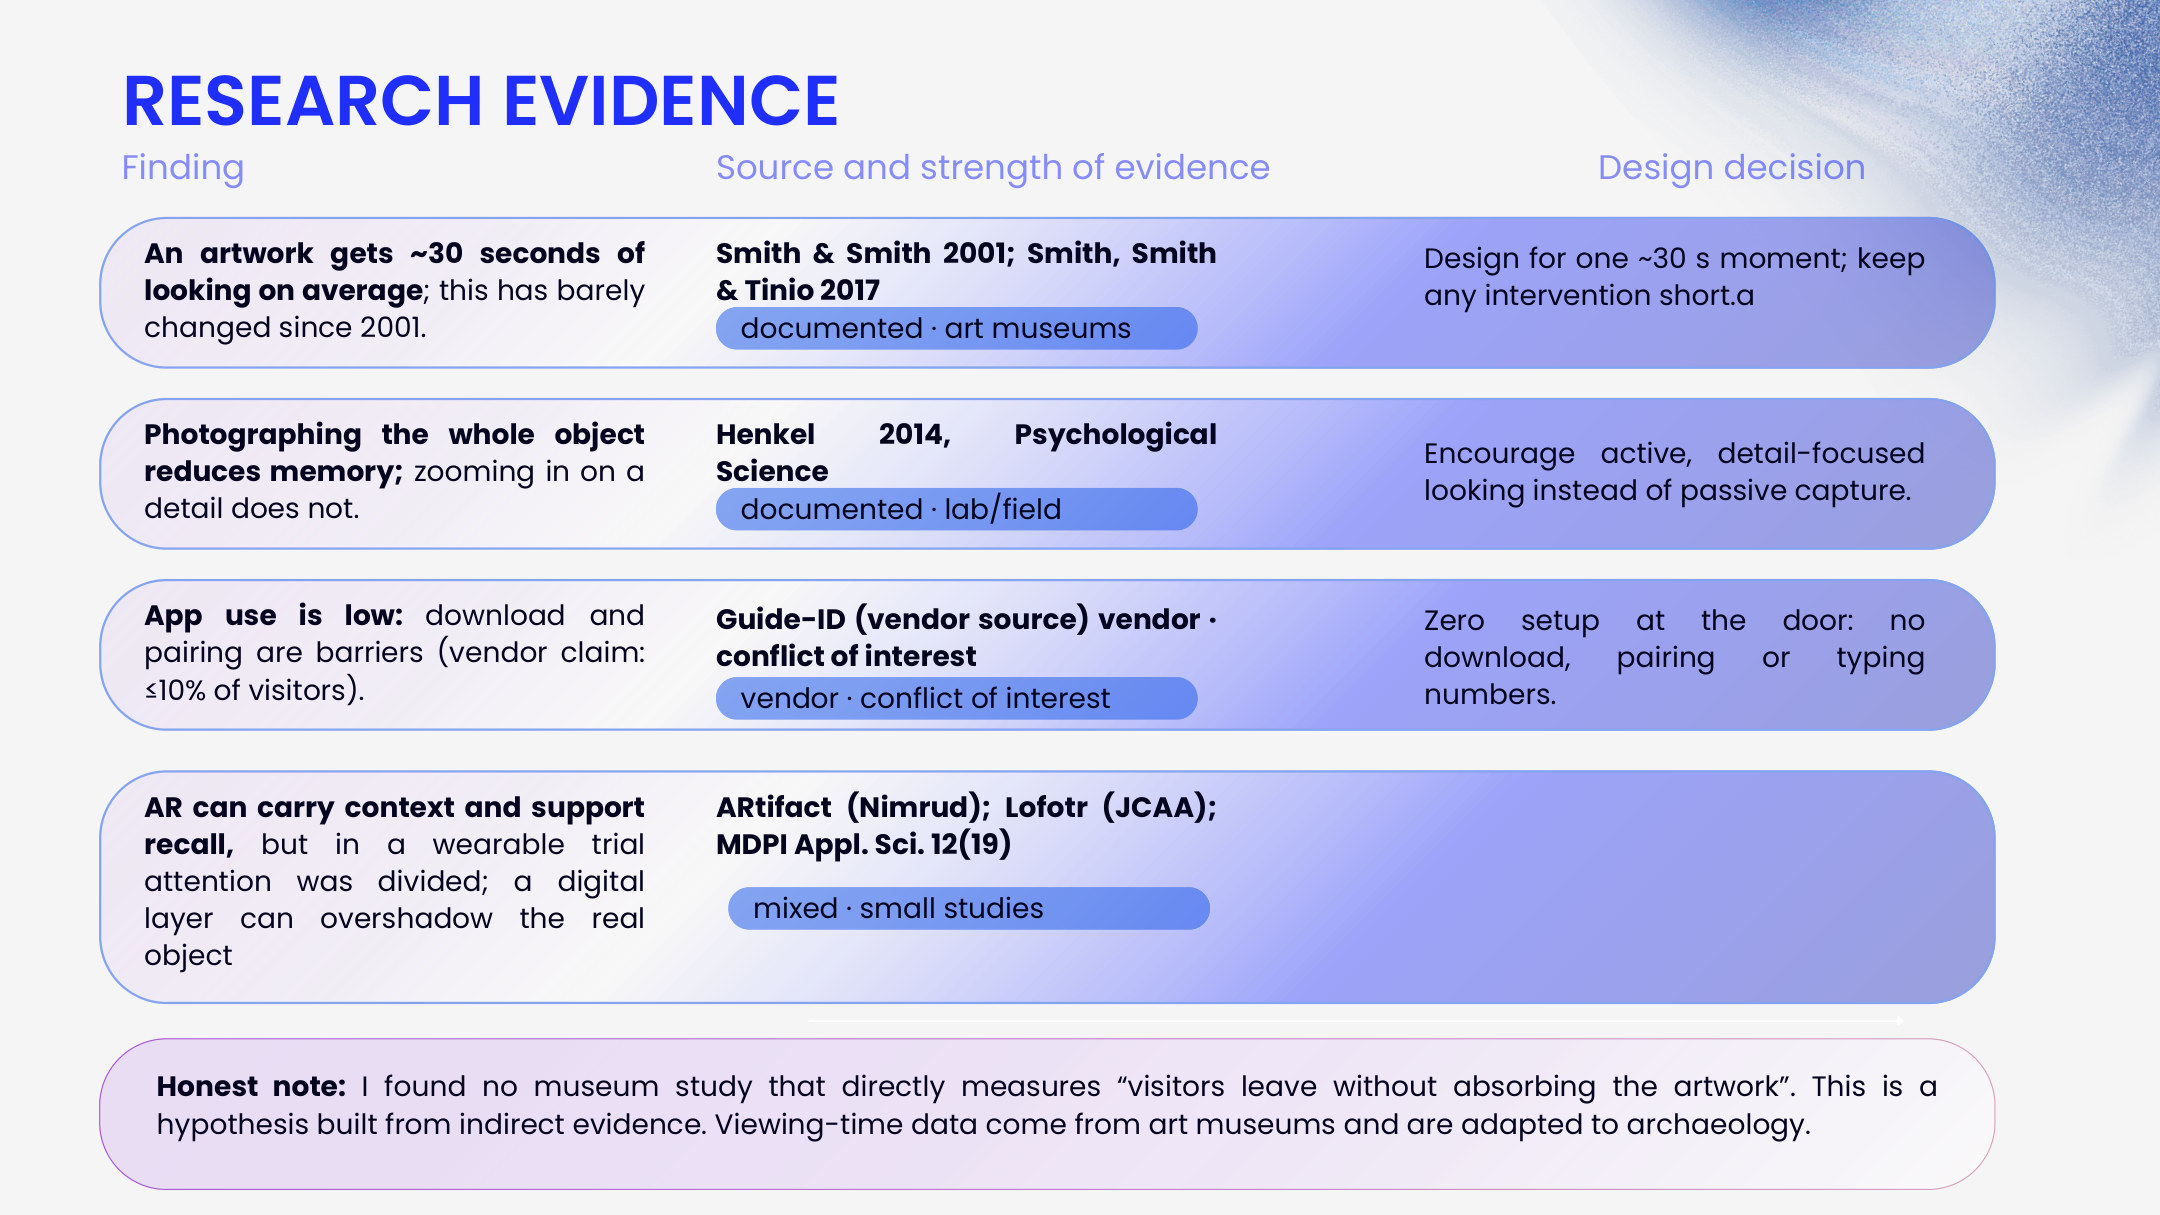 RESEARCH EVIDENCE
Finding
Source and strength of evidence
Design decision
An artwork gets ~30 seconds of
looking on average; this has barely
changed since 2001.
Smith & Smith 2001; Smith, Smith
& Tinio 2017
documented · art museums
Design for one ~30 s moment; keep
any intervention short.a
Photographing the whole object
reduces memory; zooming in on a
detail does not.
Henkel 2014, Psychological
Science
documented · lab/field
Encourage active, detail-focused
looking instead of passive capture.
App use is low: download and
pairing are barriers (vendor claim:
≤10% of visitors).
Guide-ID (vendor source) vendor ·
conflict of interest
vendor · conflict of interest
Zero setup at the door: no
download, pairing or typing
numbers.
AR can carry context and support
recall, but in a wearable trial
attention was divided; a digital
layer can overshadow the real
object
ARtifact (Nimrud); Lofotr (JCAA);
MDPI Appl. Sci. 12(19)
mixed · small studies
Honest note: I found no museum study that directly measures “visitors leave without absorbing the artwork”. This is a
hypothesis built from indirect evidence. Viewing-time data come from art museums and are adapted to archaeology.